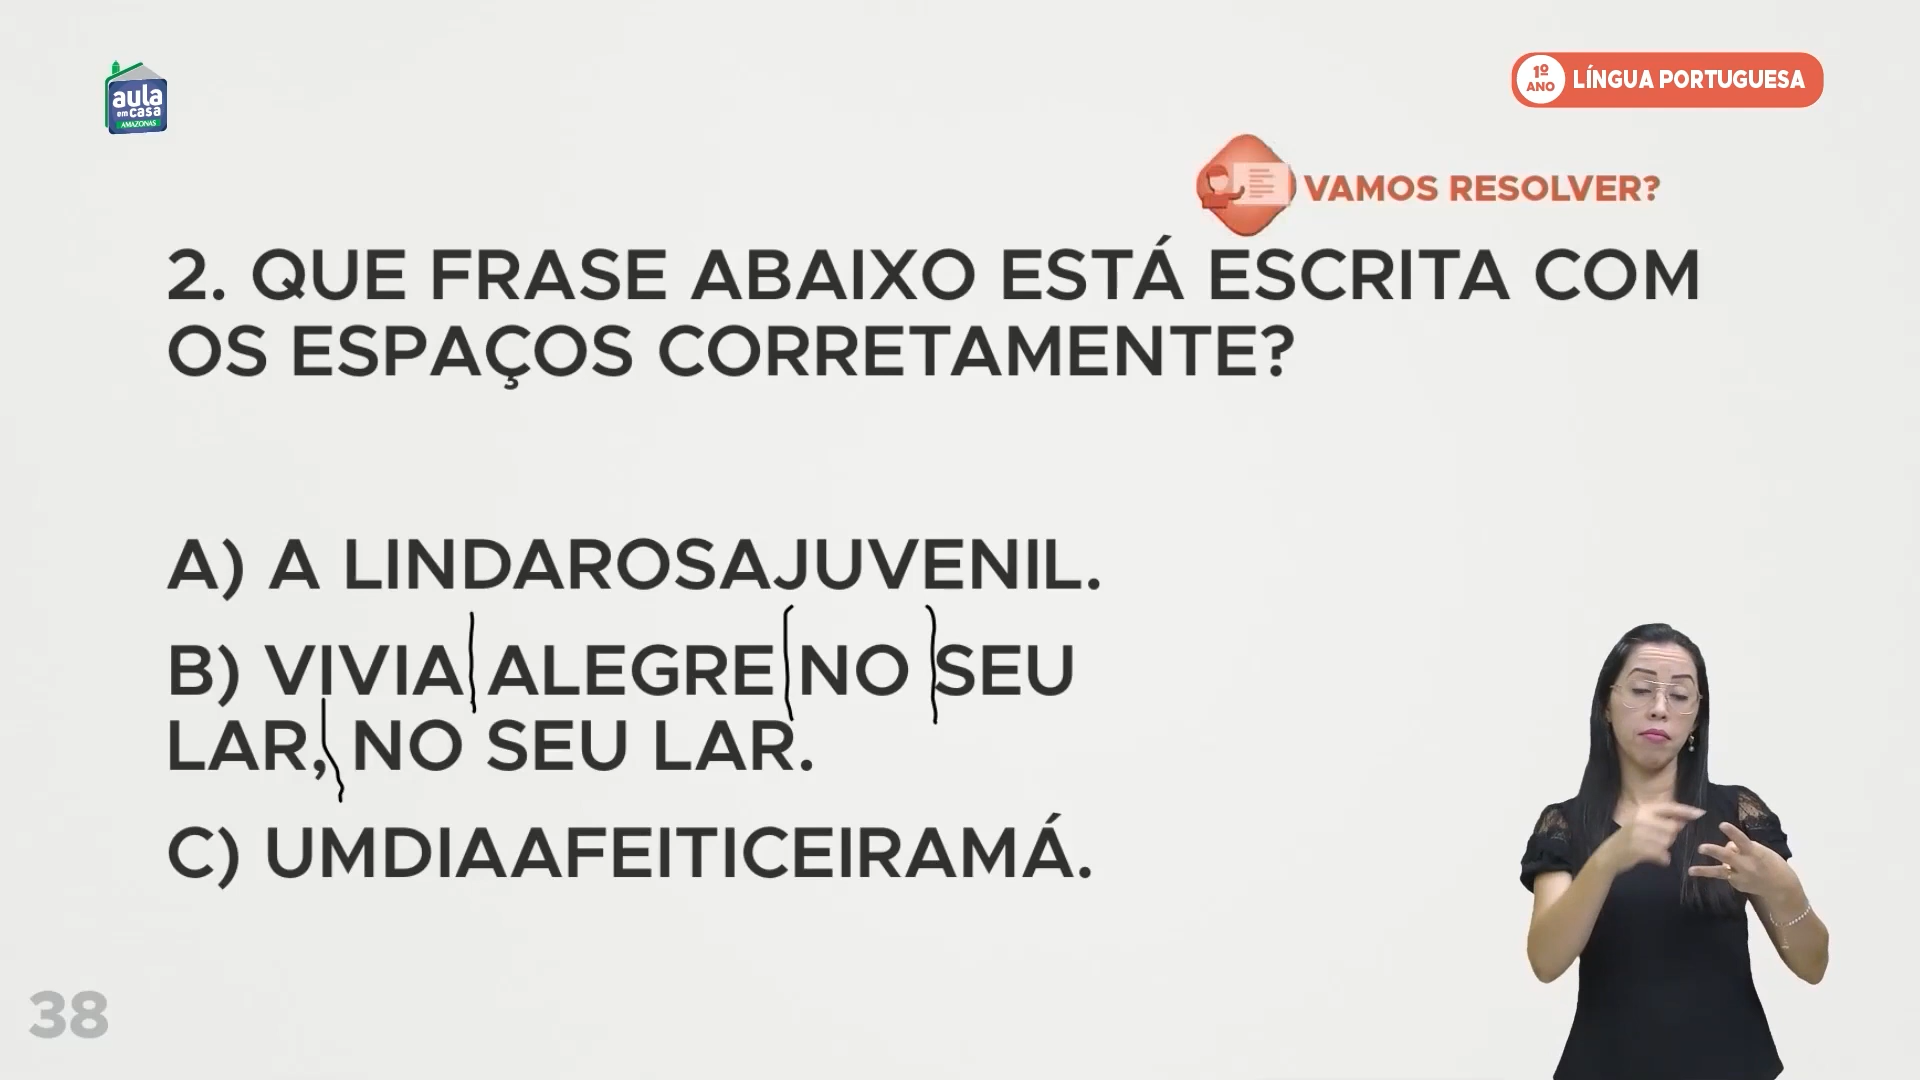 aula
em casa
AMAZONAS
1º
ANO
LÍNGUA PORTUGUESA
VAMOS RESOLVER?
2. QUE FRASE ABAIXO ESTÁ ESCRITA COM
OS ESPAÇOS CORRETAMENTE?
A) A LINDAROSAJUVENIL.
B) VIVIA ALEGRE NO SEU
LAR, NO SEU LAR.
C) UMDIAAFEITICEIRAMÁ.
38